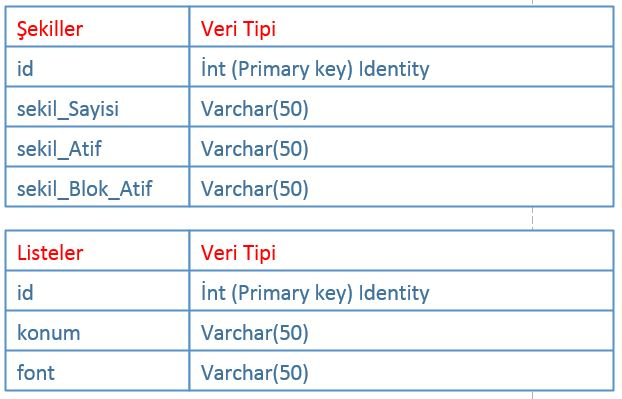 Şekiller Veri Tipi
id İnt (Primary key) Identity
sekil_Sayisi Varchar(50)
sekil_Atif Varchar(50)
sekil_Blok_Atif Varchar(50)
Listeler Veri Tipi
id İnt (Primary key) Identity
konum Varchar(50)
font Varchar(50)